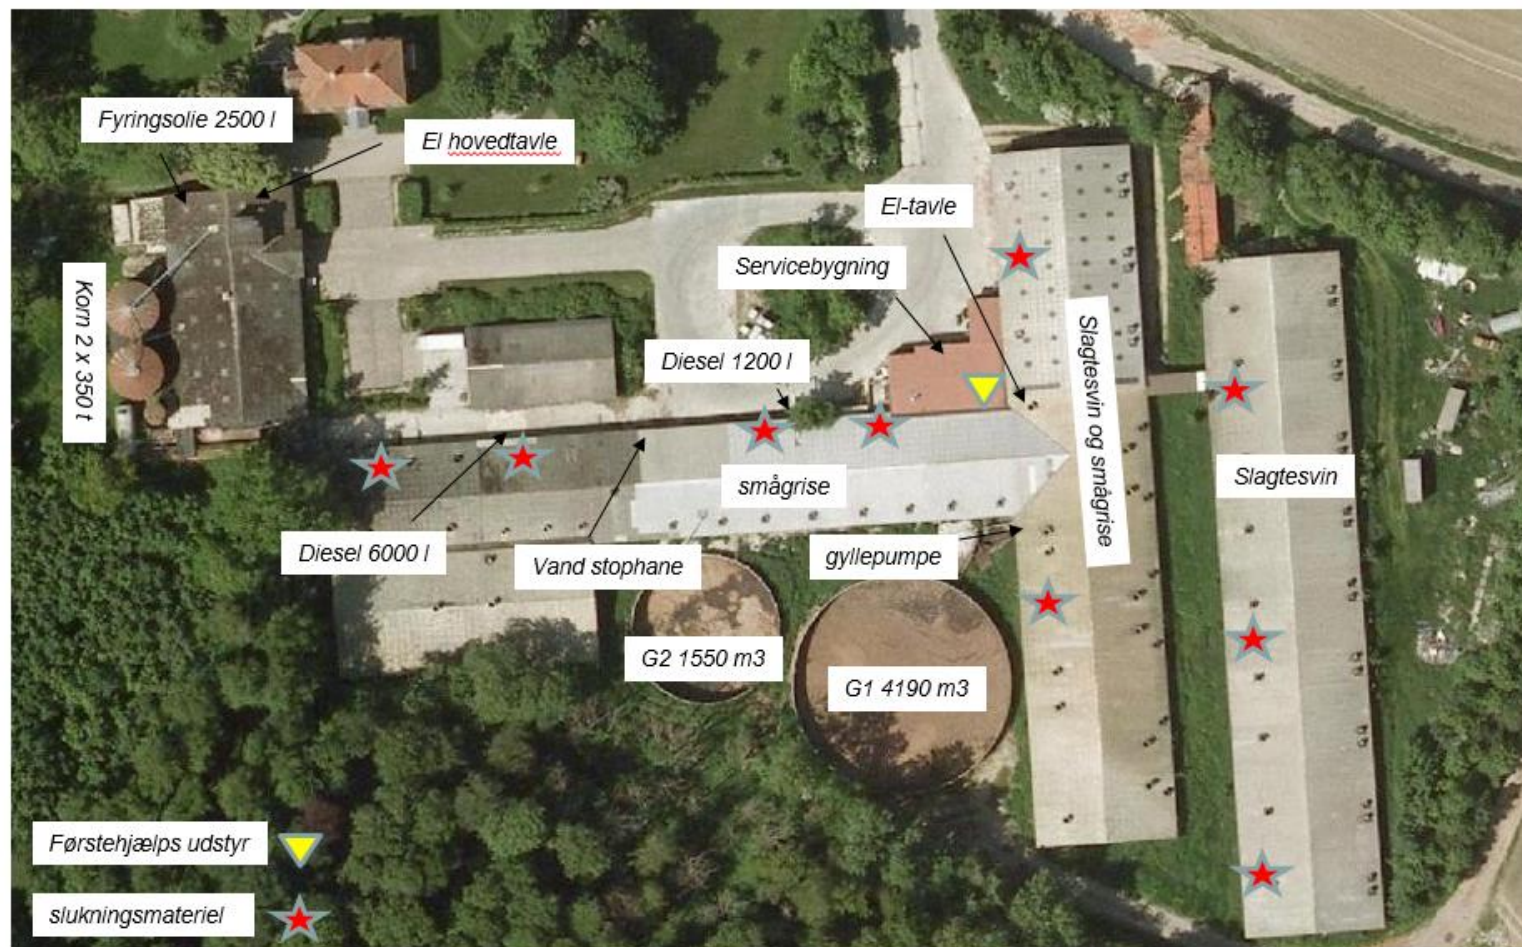 Fyringsolie 2500 l
El hovedtavle
El-tavle
Servicebygning
Korn 2 x 350 t
Diesel 1200 l
Slagtesvin og smågrise
smågrise
Slagtesvin
Diesel 6000 l
Vand stophane
gyllepumpe
G2 1550 m3
G1 4190 m3
Førstehjælps udstyr
slukningsmateriel